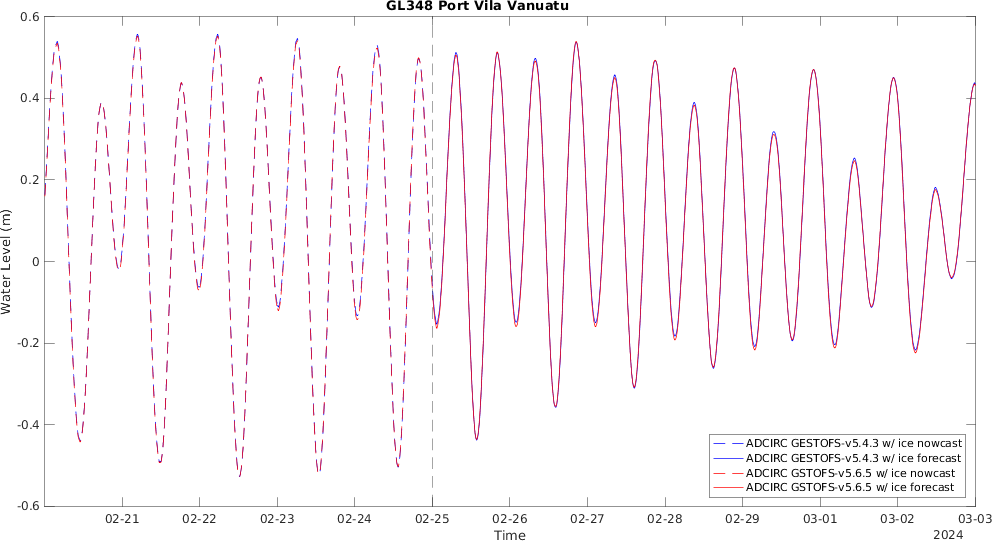 GL348 Port Vila Vanuatu
0.6
0.4
0.2
0
-0.2
-0.4
-0.6
Water Level (m)
ADCIRC GESTOFS-v5.4.3 w/ ice nowcast
ADCIRC GESTOFS-v5.4.3 w/ ice forecast
ADCIRC GSTOFS-v5.6.5 w/ ice nowcast
ADCIRC GSTOFS-v5.6.5 w/ ice forecast
02-21 02-22 02-23 02-24 02-25 02-26 02-27 02-28 02-29 03-01 03-02 03-03
Time
2024